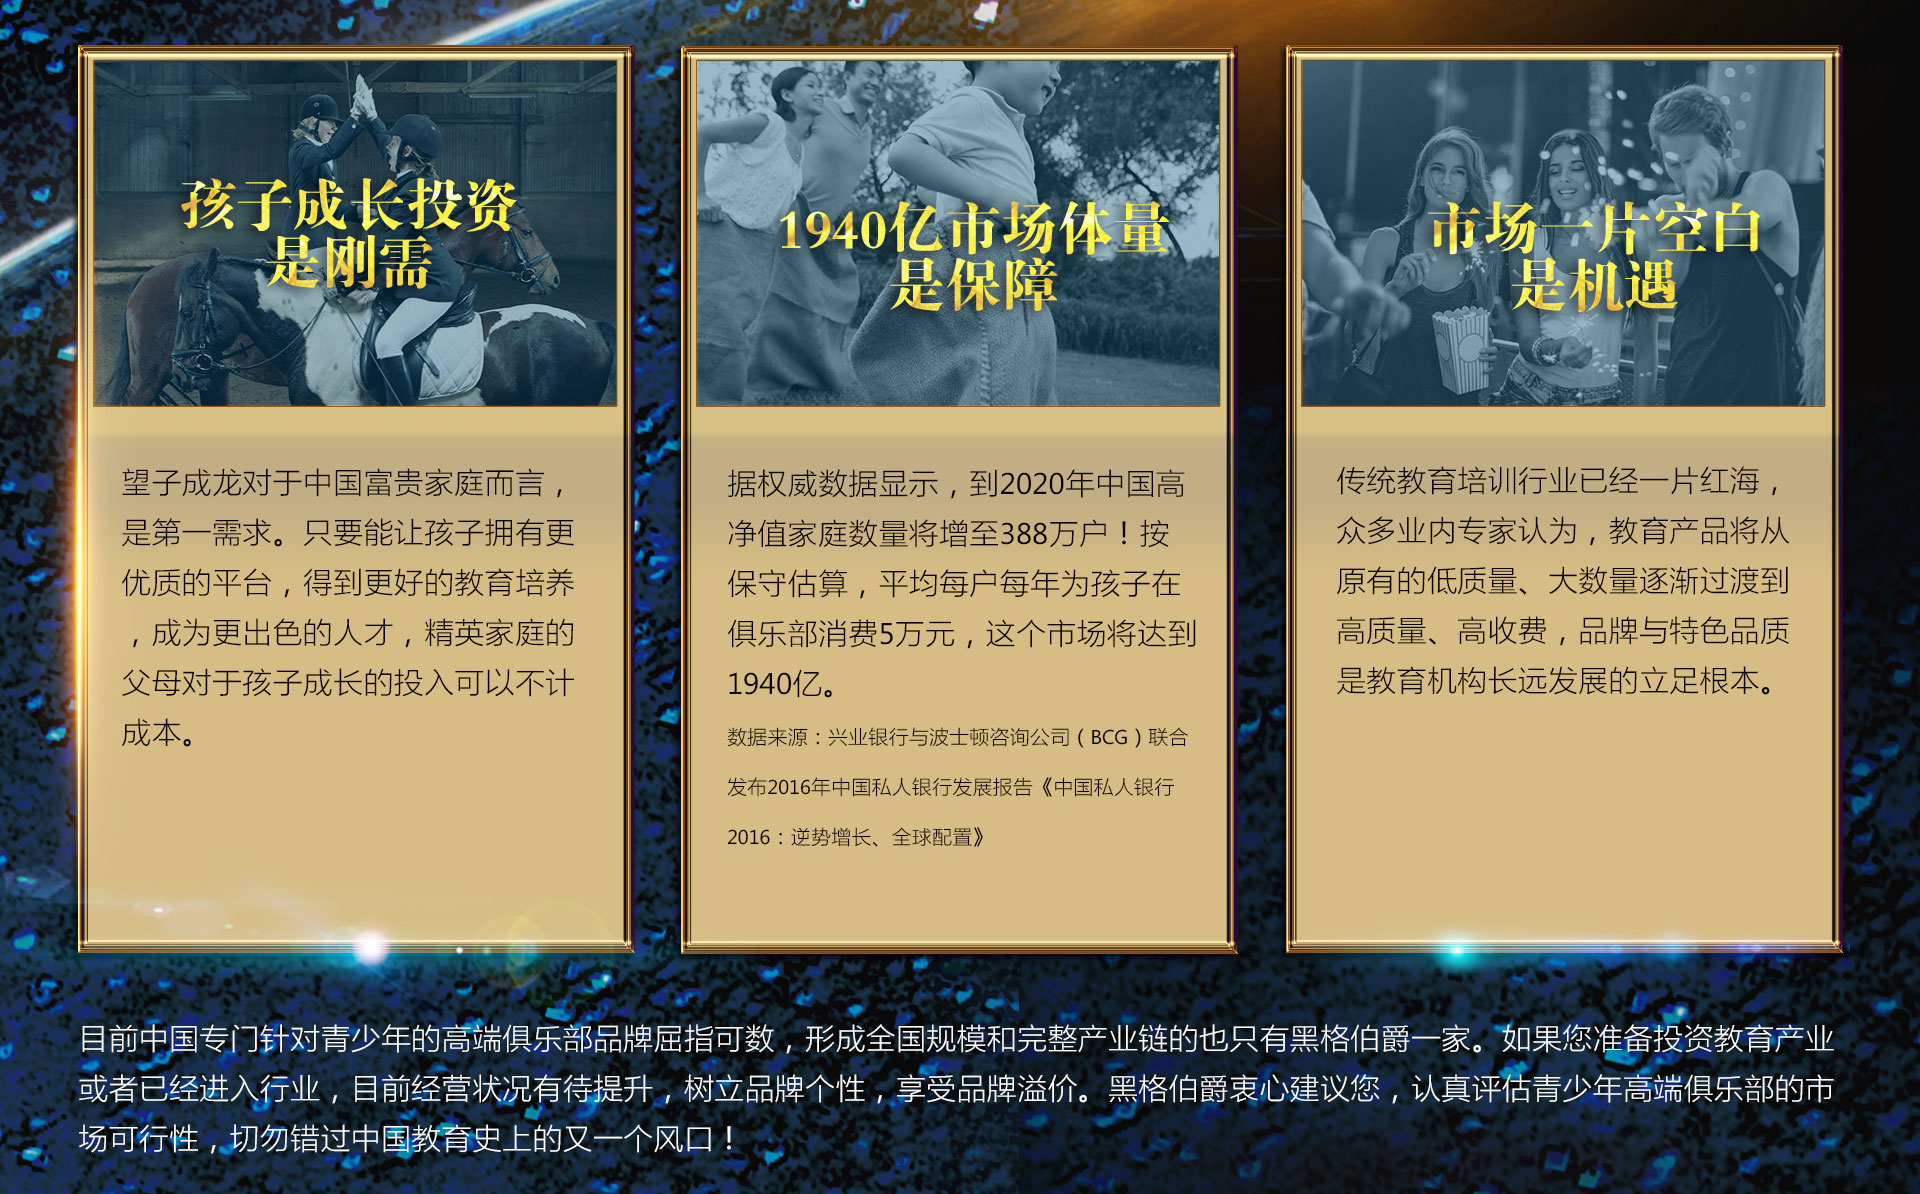 孩子成长投资
是刚需
望子成龙对于中国富贵家庭而言，
是第一需求。只要能让孩子拥有更
优质的平台，得到更好的教育培养
，成为更出色的人才，精英家庭的
父母对于孩子成长的投入可以不计
成本。
1940亿市场体量
是保障
据权威数据显示，到2020年中国高
净值家庭数量将增至388万户！按
保守估算，平均每户每年为孩子在
俱乐部消费5万元，这个市场将达到
1940亿。
数据来源：兴业银行与波士顿咨询公司（BCG）联合
发布2016年中国私人银行发展报告《中国私人银行
2016：逆势增长、全球配置》
市场一片空白
是机遇
传统教育培训行业已经一片红海，
众多业内专家认为，教育产品将从
原有的低质量、大数量逐渐过渡到
高质量、高收费，品牌与特色品质
是教育机构长远发展的立足根本。
目前中国专门针对青少年的高端俱乐部品牌屈指可数，形成全国规模和完整产业链的也只有黑格伯爵一家。如果您准备投资教育产业
或者已经进入行业，目前经营状况有待提升，树立品牌个性，享受品牌溢价。黑格伯爵衷心建议您，认真评估青少年高端俱乐部的市
场可行性，切勿错过中国教育史上的又一个风口！